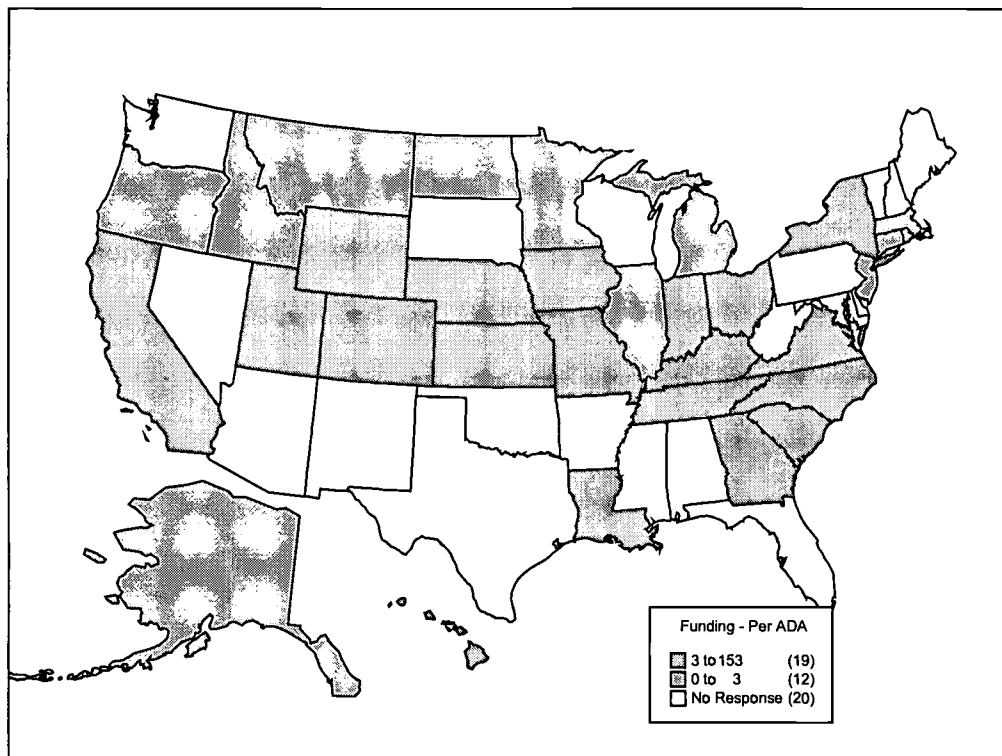 Funding - Per ADA
3 to 153 (19)
0 to 3 (12)
No Response (20)